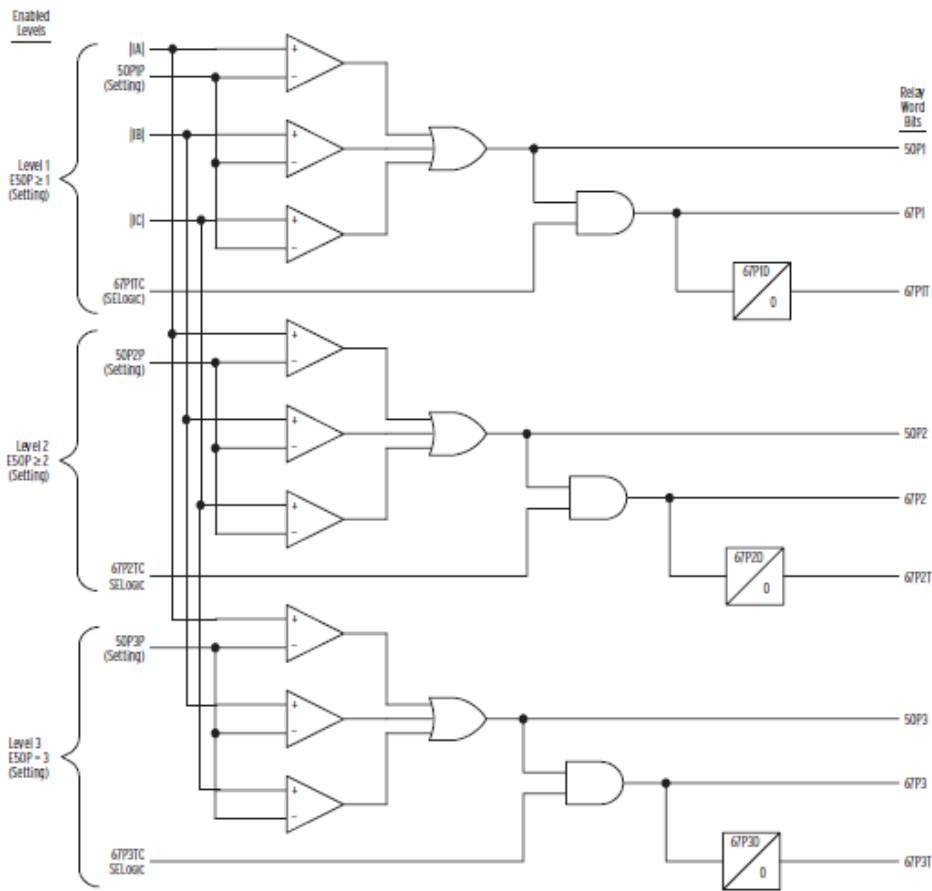 Enabled
Levels
Relay
Word
Bits
Level 1
E50P ≥ 1
(Setting)
|IA|
50P1P
(Setting)
|IB|
|IC|
67P1TC
(SELogic)
+
−
+
−
+
−
50P1
67P1
67P1D
0
67P1T
Level 2
E50P ≥ 2
(Setting)
50P2P
(Setting)
67P2TC
SELogic
+
−
+
−
+
−
50P2
67P2
67P2D
0
67P2T
Level 3
E50P = 3
(Setting)
50P3P
(Setting)
67P3TC
SELogic
+
−
+
−
+
−
50P3
67P3
67P3D
0
67P3T